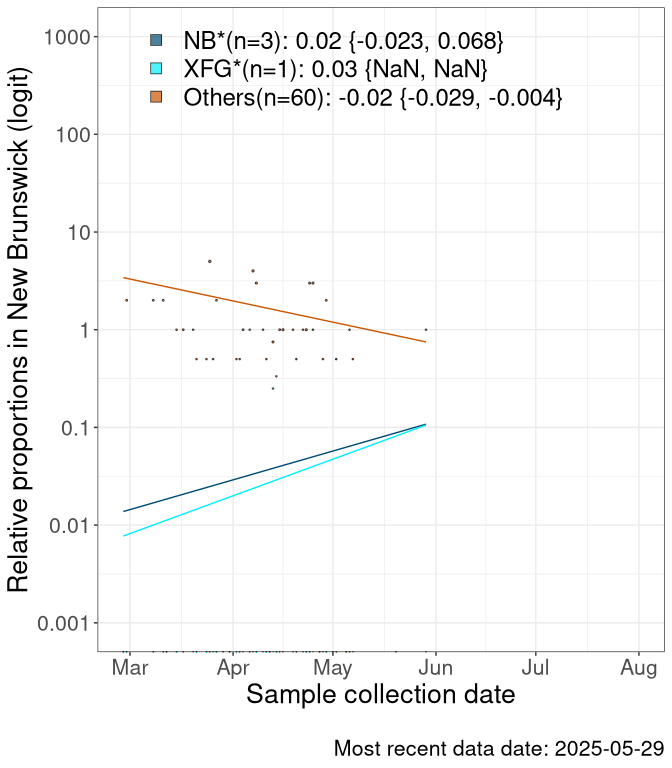 NB*(n=3): 0.02 {-0.023, 0.068}
XFG*(n=1): 0.03 {NaN, NaN}
Others(n=60): -0.02 {-0.029, -0.004}
Relative proportions in New Brunswick (logit)
1000
100
10
1
0.1
0.01
0.001
Mar Apr May Jun Jul Aug
Sample collection date
Most recent data date: 2025-05-29